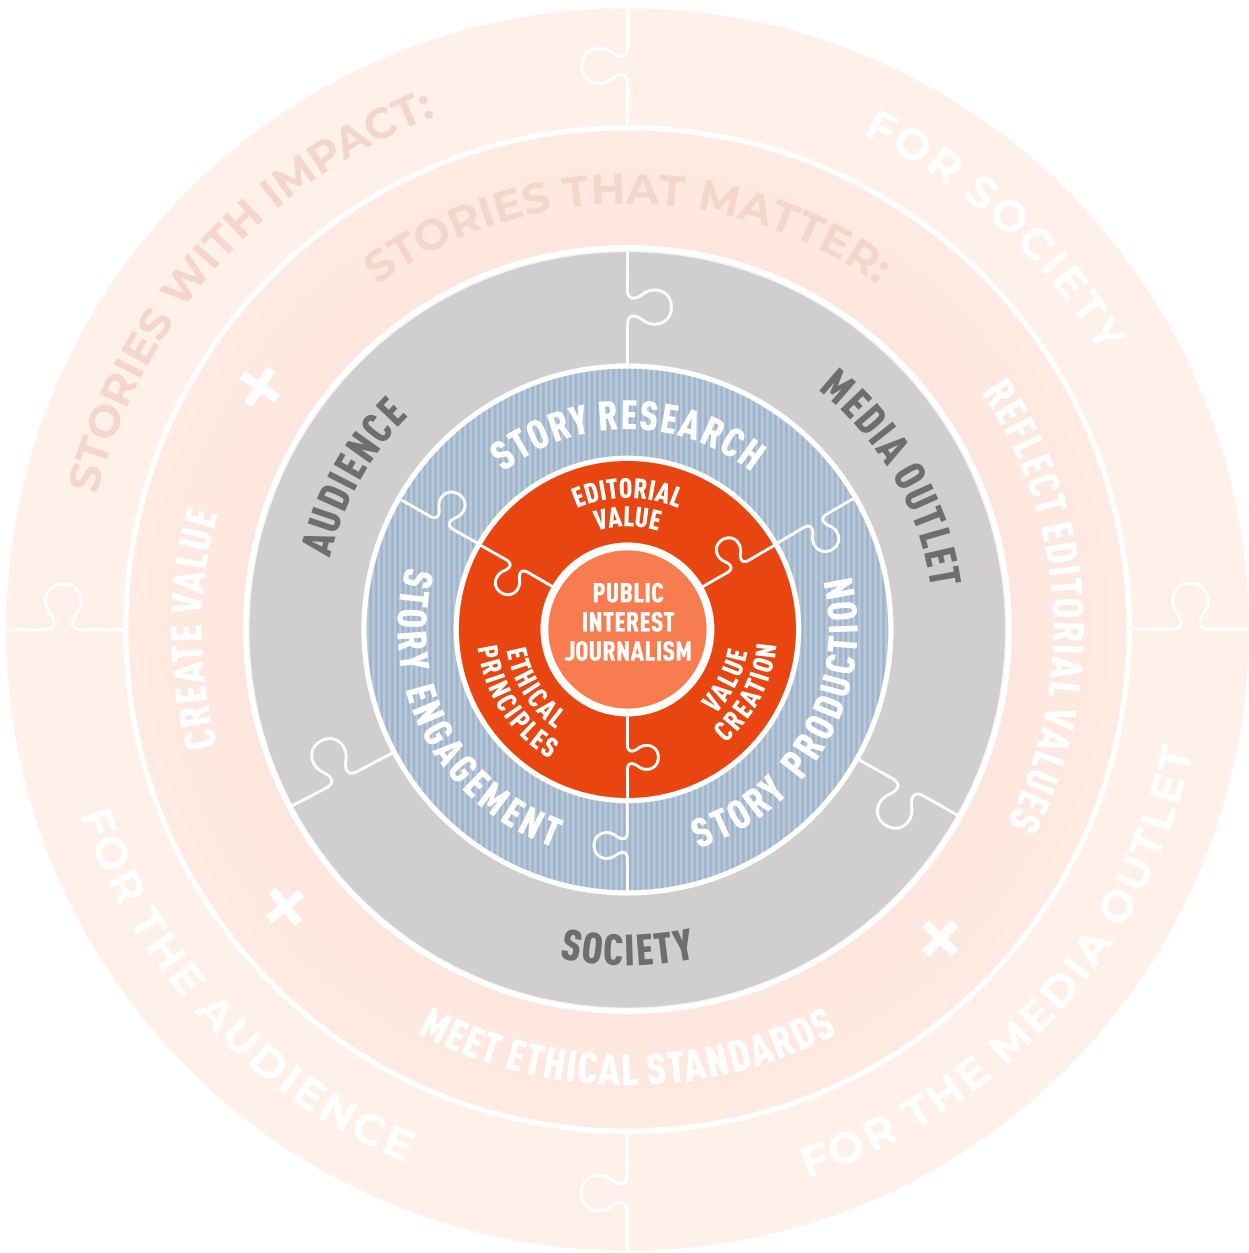 STORIES WITH IMPACT:
FOR SOCIETY
FOR THE MEDIA OUTLET
FOR THE AUDIENCE
STORIES THAT MATTER:
REFLECT EDITORIAL VALUES
MEET ETHICAL STANDARDS
CREATE VALUE
AUDIENCE
MEDIA OUTLET
SOCIETY
STORY RESEARCH
STORY PRODUCTION
STORY ENGAGEMENT
EDITORIAL
VALUE
VALUE
CREATION
ETHICAL
PRINCIPLES
PUBLIC
INTEREST
JOURNALISM